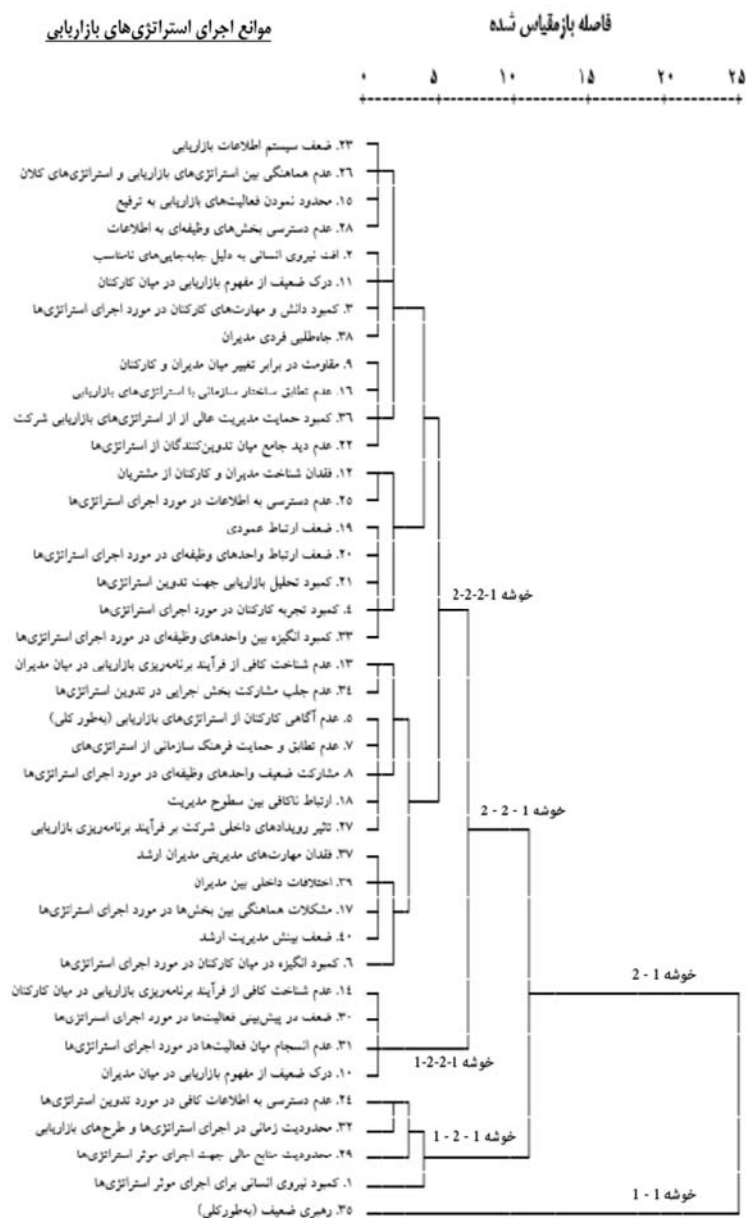 موانع اجرای استراتژی‌های بازاریابی
فاصله بازمقیاس شده
۰ ۵ ۱۰ ۱۵ ۲۰ ۲۵
۲۳. ضعف سیستم اطلاعات بازاریابی
۲۶. عدم هماهنگی بین استراتژی‌های بازاریابی و استراتژی‌های کلان
۱۵. محدود نمودن فعالیت‌های بازاریابی به ترفیع
۲۸. عدم دسترسی بخش‌های وظیفه‌ای به اطلاعات
۲. افت نیروی انسانی به دلیل جابه‌جایی‌های نامناسب
۱۱. درک ضعیف از مفهوم بازاریابی در میان کارکنان
۳. کمبود دانش و مهارت‌های کارکنان در مورد اجرای استراتژی‌ها
۳۸. جاه‌طلبی فردی مدیران
۹. مقاومت در برابر تغییر میان مدیران و کارکنان
۱۶. عدم تطابق ساختار سازمانی با استراتژی‌های بازاریابی
۳۶. کمبود حمایت مدیریت عالی از از استراتژی‌های بازاریابی شرکت
۲۲. عدم دید جامع میان تدوین‌کنندگان از استراتژی‌ها
۱۲. فقدان شناخت مدیران و کارکنان از مشتریان
۲۵. عدم دسترسی به اطلاعات در مورد اجرای استراتژی‌ها
۱۹. ضعف ارتباط عمودی
۲۰. ضعف ارتباط واحدهای وظیفه‌ای در مورد اجرای استراتژی‌ها
۲۱. کمبود تحلیل بازاریابی جهت تدوین استراتژی‌ها
۴. کمبود تجربه کارکنان در مورد اجرای استراتژی‌ها
خوشه 1-2-2-2
۳۳. کمبود انگیزه بین واحدهای وظیفه‌ای در مورد اجرای استراتژی‌ها
۱۳. عدم شناخت کافی از فرآیند برنامه‌ریزی بازاریابی در میان مدیران
۳۴. عدم جلب مشارکت بخش اجرایی در تدوین استراتژی‌ها
۵. عدم آگاهی کارکنان از استراتژی‌های بازاریابی (به‌طور کلی)
۷. عدم تطابق و حمایت فرهنگ سازمانی از استراتژی‌های
۸. مشارکت ضعیف واحدهای وظیفه‌ای در مورد اجرای استراتژی‌ها
۱۸. ارتباط ناکافی بین سطوح مدیریت
۲۷. تاثیر رویدادهای داخلی شرکت بر فرآیند برنامه‌ریزی بازاریابی
خوشه 1 - 2 - 2
۳۷. فقدان مهارت‌های مدیریتی مدیران ارشد
۳۹. اختلافات داخلی بین مدیران
۱۷. مشکلات هماهنگی بین بخش‌ها در مورد اجرای استراتژی‌ها
۴۰. ضعف بینش مدیریت ارشد
۶. کمبود انگیزه در میان کارکنان در مورد اجرای استراتژی‌ها
خوشه 1 - 2
۱۴. عدم شناخت کافی از فرآیند برنامه‌ریزی بازاریابی در میان کارکنان
۳۰. ضعف در پیش‌بینی فعالیت‌ها در مورد اجرای استراتژی‌ها
۳۱. عدم انسجام میان فعالیت‌ها در مورد اجرای استراتژی‌ها
خوشه 1-2-2-1
۱۰. درک ضعیف از مفهوم بازاریابی در میان مدیران
۲۴. عدم دسترسی به اطلاعات کافی در مورد تدوین استراتژی‌ها
۳۲. محدودیت زمانی در اجرای استراتژی‌ها و طرح‌های بازاریابی
خوشه 1 - 2 - 1
۲۹. محدودیت منابع مالی جهت اجرای موثر استراتژی‌ها
۱. کمبود نیروی انسانی برای اجرای موثر استراتژی‌ها
خوشه 1 - 1
۳۵. رهبری ضعیف (به‌طورکلی)